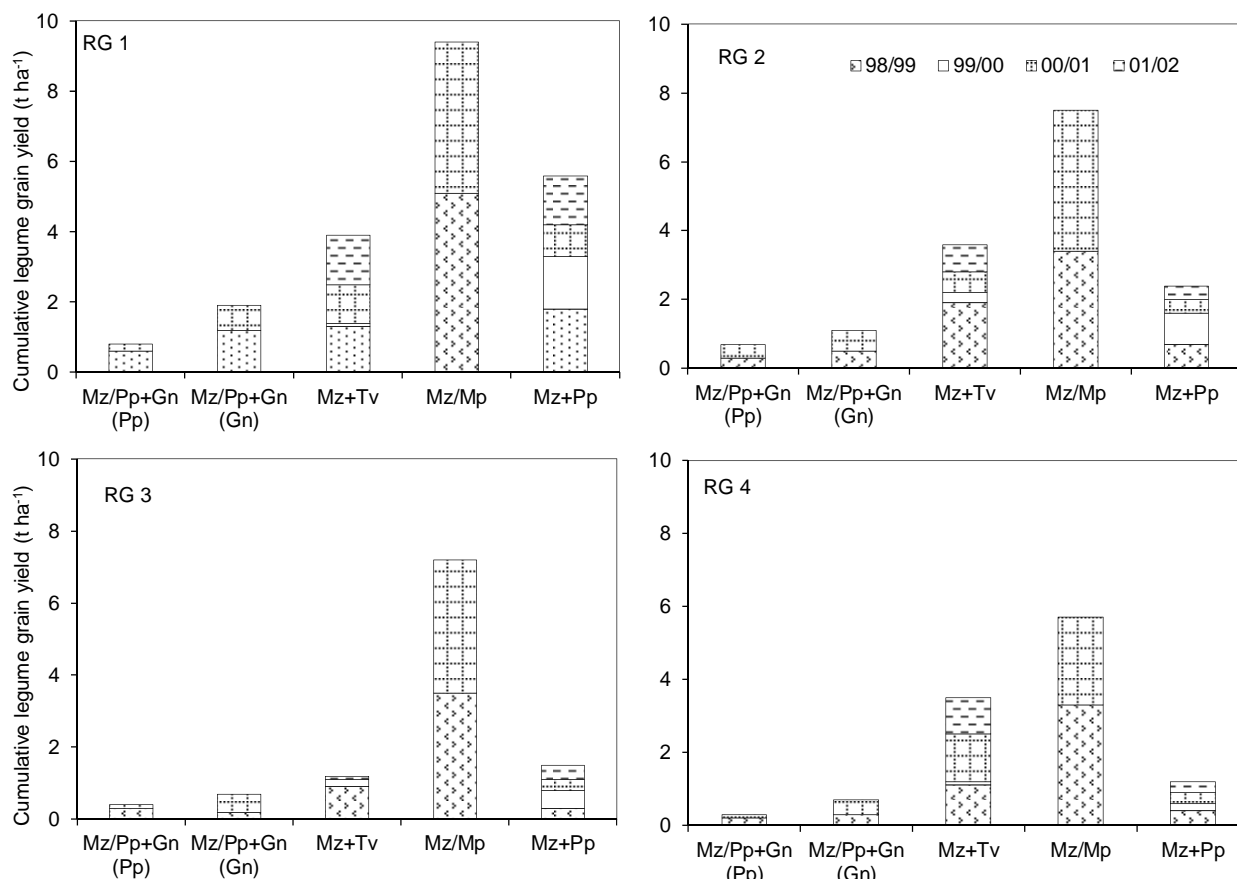 RG 1
Cumulative legume grain yield (t ha-1)
10
8
6
4
2
0
Mz/Pp+Gn
(Pp)
Mz/Pp+Gn
(Gn)
Mz+Tv
Mz/Mp
Mz+Pp
RG 2
98/99 99/00 00/01 01/02
10
8
6
4
2
0
Mz/Pp+Gn
(Pp)
Mz/Pp+Gn
(Gn)
Mz+Tv
Mz/Mp
Mz+Pp
RG 3
Cumulative legume grain yield (t ha-1)
10
8
6
4
2
0
Mz/Pp+Gn
(Pp)
Mz/Pp+Gn
(Gn)
Mz+Tv
Mz/Mp
Mz+Pp
RG 4
10
8
6
4
2
0
Mz/Pp+Gn
(Pp)
Mz/Pp+Gn
(Gn)
Mz+Tv
Mz/Mp
Mz+Pp